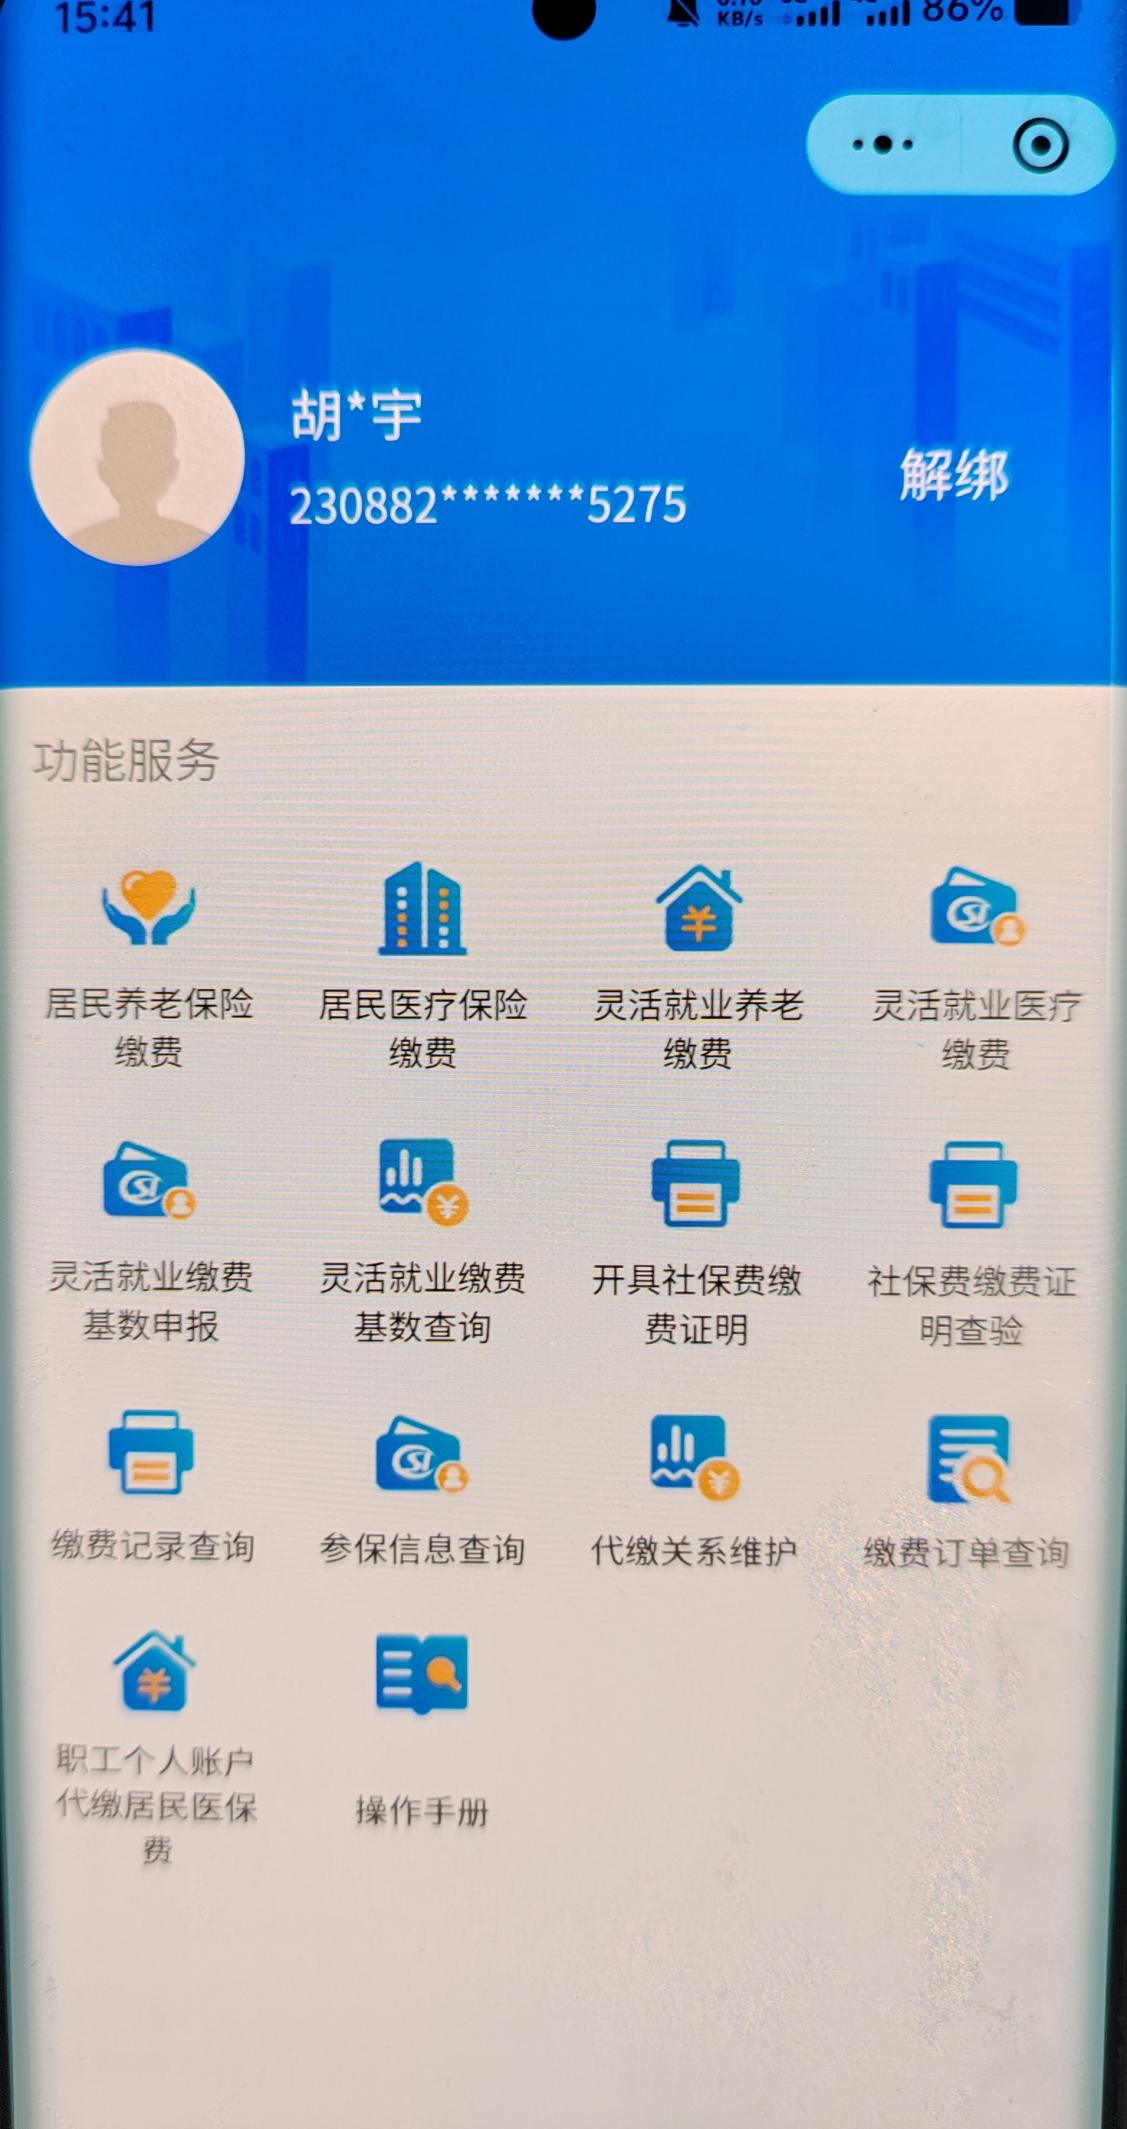 15:41
KB/s
86%
胡*宇
230882*******5275
解绑
功能服务
居民养老保险
缴费
居民医疗保险
缴费
灵活就业养老
缴费
灵活就业医疗
缴费
灵活就业缴费
基数申报
灵活就业缴费
基数查询
开具社保费缴
费证明
社保费缴费证
明查验
缴费记录查询
参保信息查询
代缴关系维护
缴费订单查询
职工个人账户
代缴居民医保
费
操作手册